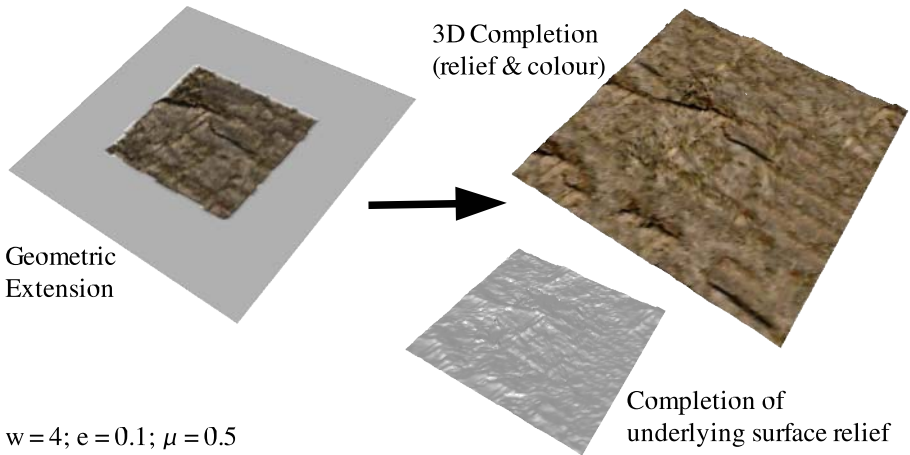 3D Completion
(relief & colour)
Geometric
Extension
Completion of
underlying surface relief
w = 4; e = 0.1; μ = 0.5